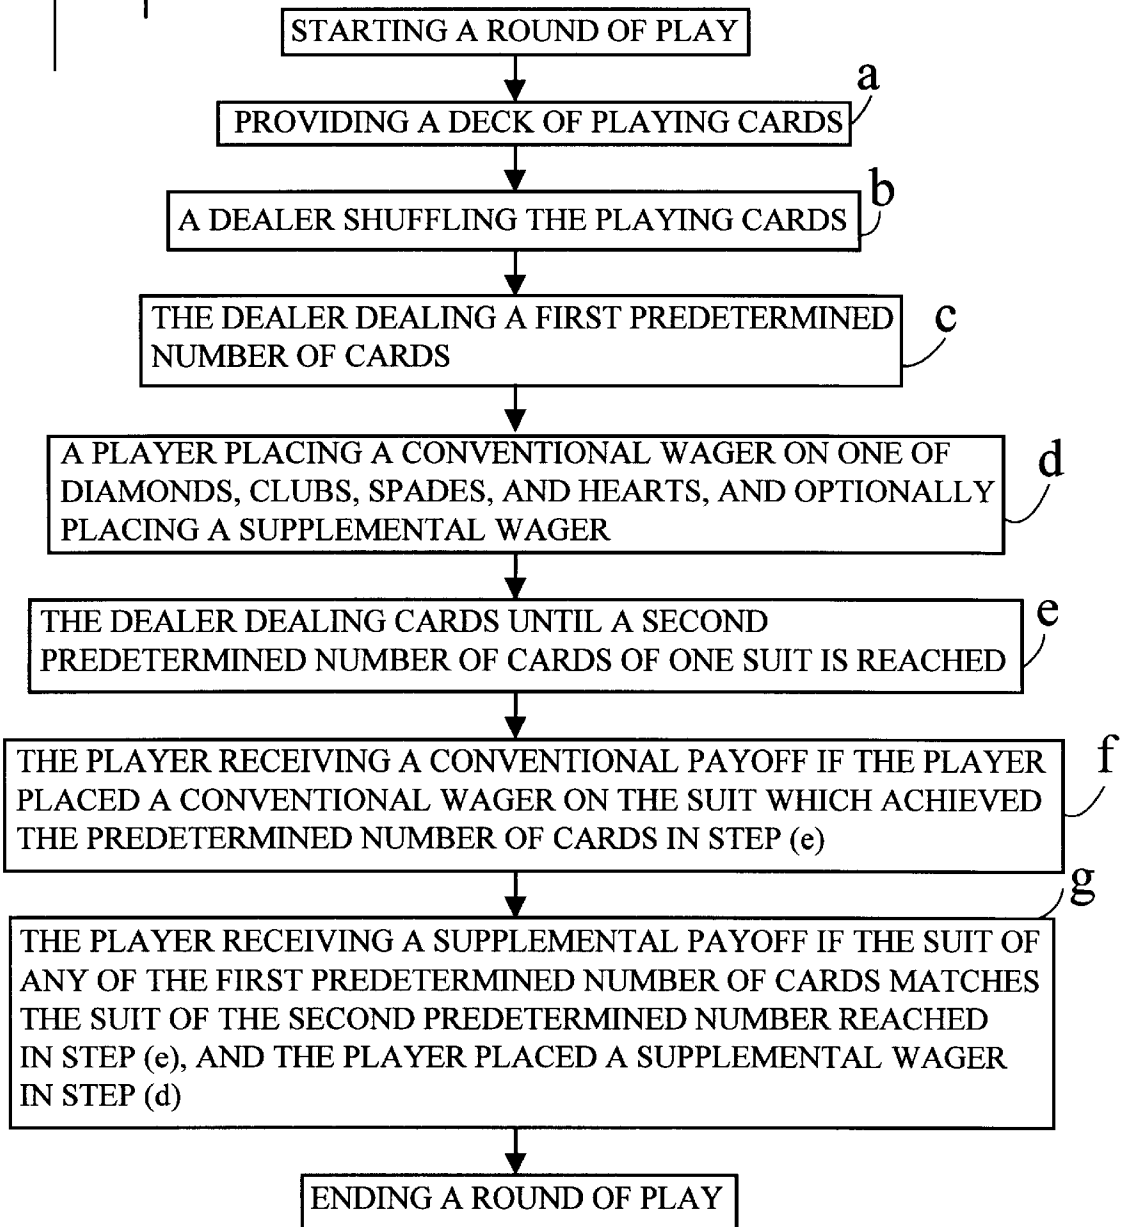 STARTING A ROUND OF PLAY
a
PROVIDING A DECK OF PLAYING CARDS
b
A DEALER SHUFFLING THE PLAYING CARDS
THE DEALER DEALING A FIRST PREDETERMINED
NUMBER OF CARDS
c
A PLAYER PLACING A CONVENTIONAL WAGER ON ONE OF
DIAMONDS, CLUBS, SPADES, AND HEARTS, AND OPTIONALLY
PLACING A SUPPLEMENTAL WAGER
d
THE DEALER DEALING CARDS UNTIL A SECOND
PREDETERMINED NUMBER OF CARDS OF ONE SUIT IS REACHED
e
THE PLAYER RECEIVING A CONVENTIONAL PAYOFF IF THE PLAYER
PLACED A CONVENTIONAL WAGER ON THE SUIT WHICH ACHIEVED
THE PREDETERMINED NUMBER OF CARDS IN STEP (e)
f
g
THE PLAYER RECEIVING A SUPPLEMENTAL PAYOFF IF THE SUIT OF
ANY OF THE FIRST PREDETERMINED NUMBER OF CARDS MATCHES
THE SUIT OF THE SECOND PREDETERMINED NUMBER REACHED
IN STEP (e), AND THE PLAYER PLACED A SUPPLEMENTAL WAGER
IN STEP (d)
ENDING A ROUND OF PLAY